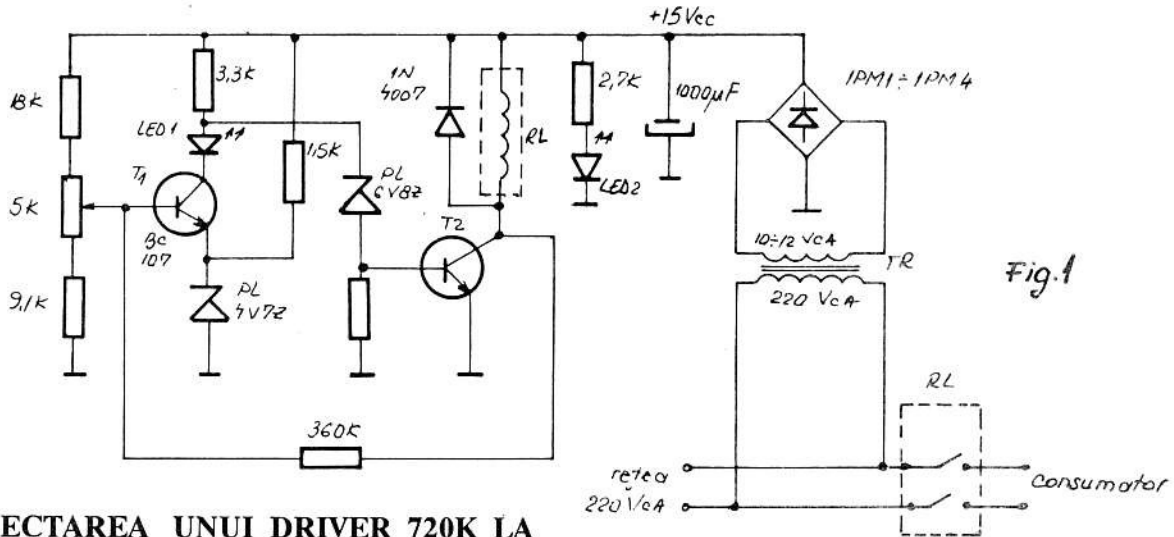 +15Vcc
18K
3,3K
LED1
1,5K
T1
5K
BC
107
9,1K
PL
4V7Z
PL
6V8Z
1N
4007
RL
T2
2,7K
LED2
1000µF
1PM1÷1PM4
10÷12 VCA
TR
220 VCA
Fig.1
360K
RL
rețea
220 VCA
consumator
ECTAREA UNUI DRIVER 720K LA